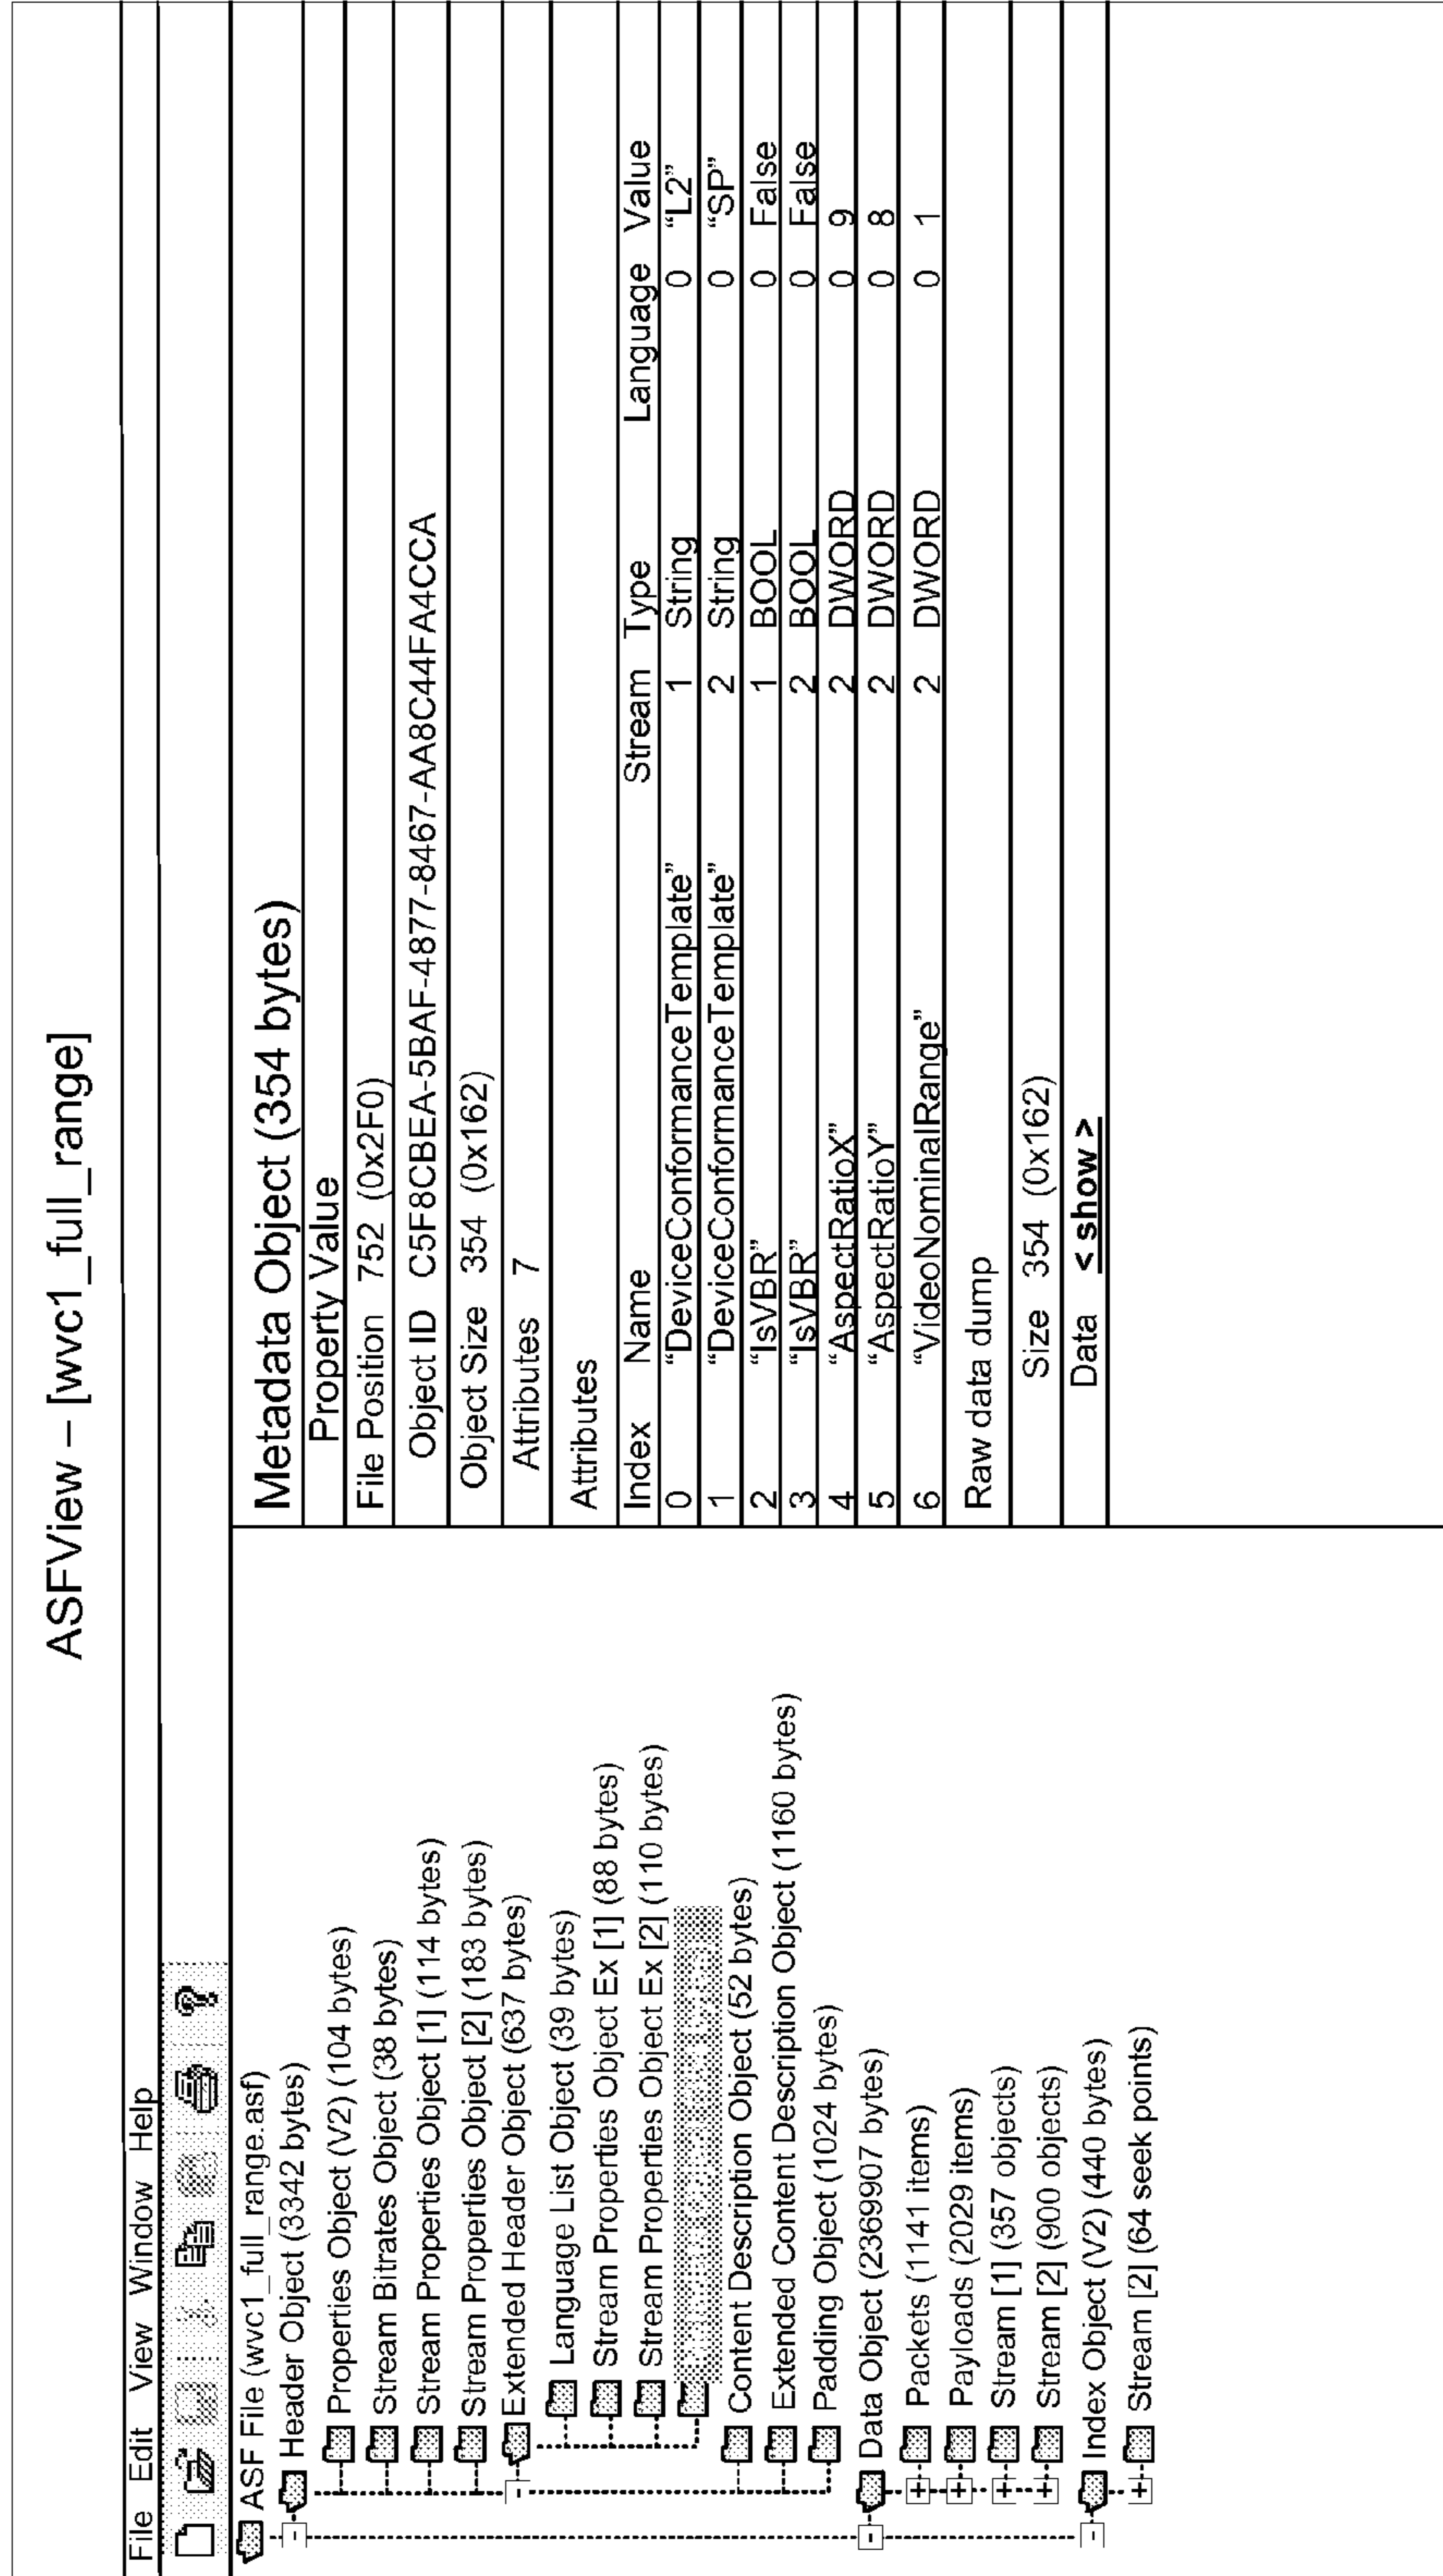 ASFView – [wvc1_full_range]
File Edit View Window Help
ASF File (wvc1_full_range.asf)
Header Object (3342 bytes)
Properties Object (V2) (104 bytes)
Stream Bitrates Object (38 bytes)
Stream Properties Object [1] (114 bytes)
Stream Properties Object [2] (183 bytes)
Extended Header Object (637 bytes)
Language List Object (39 bytes)
Stream Properties Object Ex [1] (88 bytes)
Stream Properties Object Ex [2] (110 bytes)
Content Description Object (52 bytes)
Extended Content Description Object (1160 bytes)
Padding Object (1024 bytes)
Data Object (2369907 bytes)
Packets (1141 items)
Payloads (2029 items)
Stream [1] (357 objects)
Stream [2] (900 objects)
Index Object (V2) (440 bytes)
Stream [2] (64 seek points)
Metadata Object (354 bytes)
Property Value
File Position 752 (0x2F0)
Object ID C5F8CBEA-5BAF-4877-8467-AA8C44FA4CCA
Object Size 354 (0x162)
Attributes 7
Attributes
Index Name Stream Type Language Value
0 “DeviceConformanceTemplate” 1 String 0 “L2”
1 “DeviceConformanceTemplate” 2 String 0 “SP”
2 “IsVBR” 1 BOOL 0 False
3 “IsVBR” 2 BOOL 0 False
4 “AspectRatioX” 2 DWORD 0 9
5 “AspectRatioY” 2 DWORD 0 8
6 “VideoNominalRange” 2 DWORD 0 1
Raw data dump
Size 354 (0x162)
Data < show >